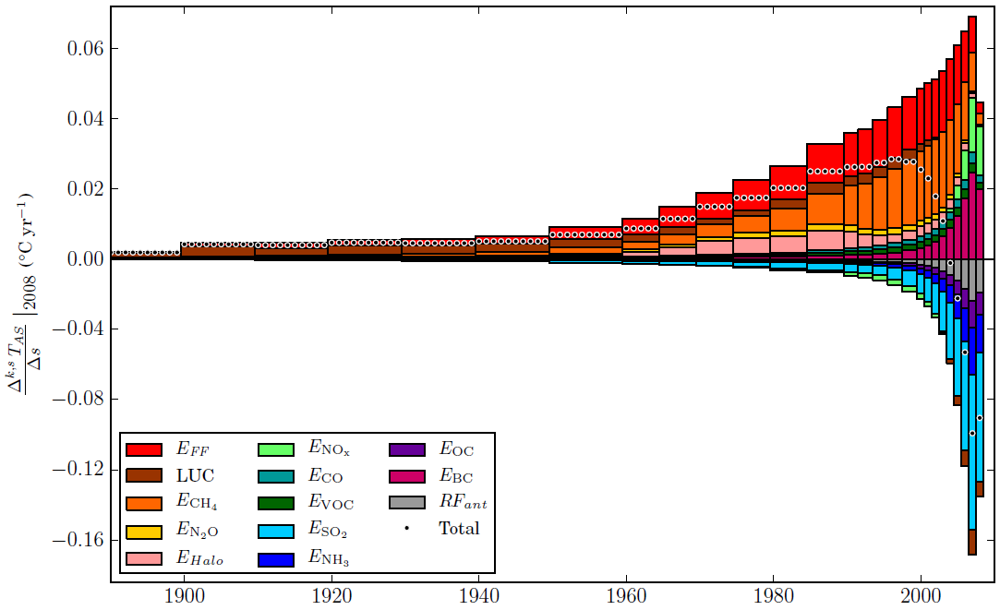 0.06
0.04
0.02
0.00
−0.04
−0.08
−0.12
−0.16
1900 1920 1940 1960 1980 2000
Δ^{k,s} T_{AS}
Δs
|_{2008} (°C yr^{−1})
E_{FF}
LUC
E_{CH_4}
E_{N_2O}
E_{Halo}
E_{NO_x}
E_{CO}
E_{VOC}
E_{SO_2}
E_{NH_3}
E_{OC}
E_{BC}
RF_{ant}
Total